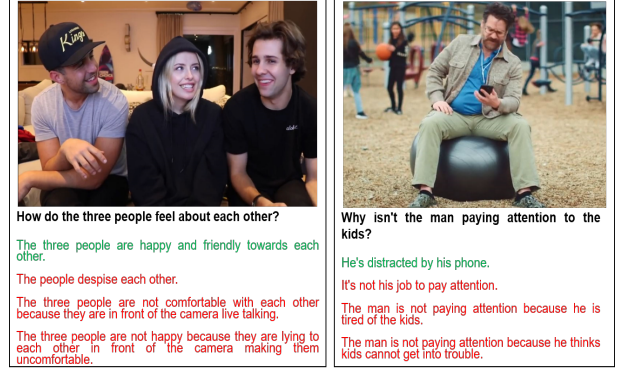 Kings
How do the three people feel about each other?
The three people are happy and friendly towards each
other.
The people despise each other.
The three people are not comfortable with each other
because they are in front of the camera live talking.
The three people are not happy because they are lying to
each other in front of the camera making them
uncomfortable.
Why isn't the man paying attention to the
kids?
He's distracted by his phone.
It's not his job to pay attention.
The man is not paying attention because he is
tired of the kids.
The man is not paying attention because he thinks
kids cannot get into trouble.